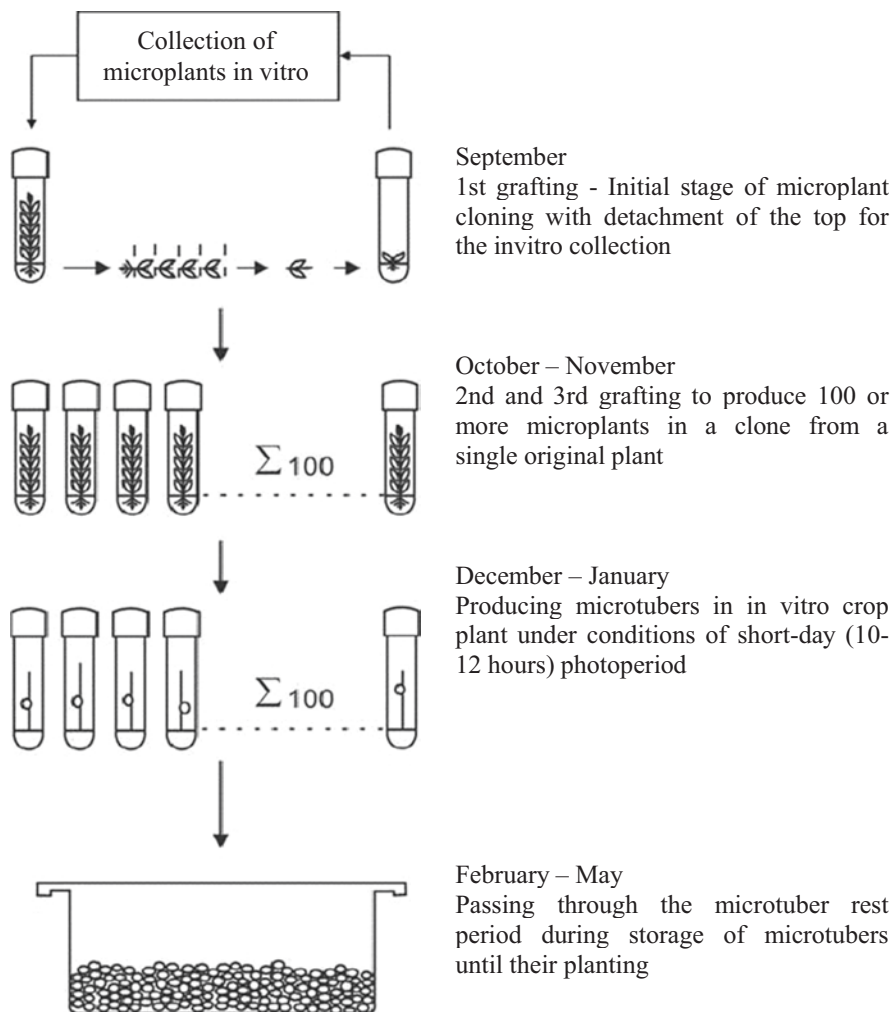 Collection of
microplants in vitro
September
1st grafting - Initial stage of microplant
cloning with detachment of the top for
the invitro collection
October – November
2nd and 3rd grafting to produce 100 or
more microplants in a clone from a
single original plant
Σ 100
December – January
Producing microtubers in in vitro crop
plant under conditions of short-day (10-
12 hours) photoperiod
Σ 100
February – May
Passing through the microtuber rest
period during storage of microtubers
until their planting